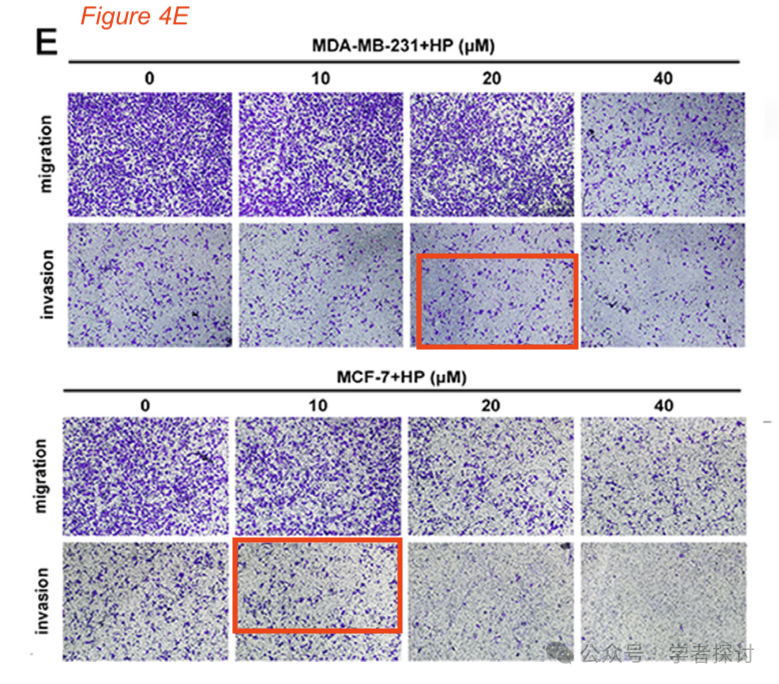 Figure 4E
E
MDA-MB-231+HP (μM)
0 10 20 40
migration
invasion
MCF-7+HP (μM)
0 10 20 40
migration
invasion
公众号 · 学者探讨